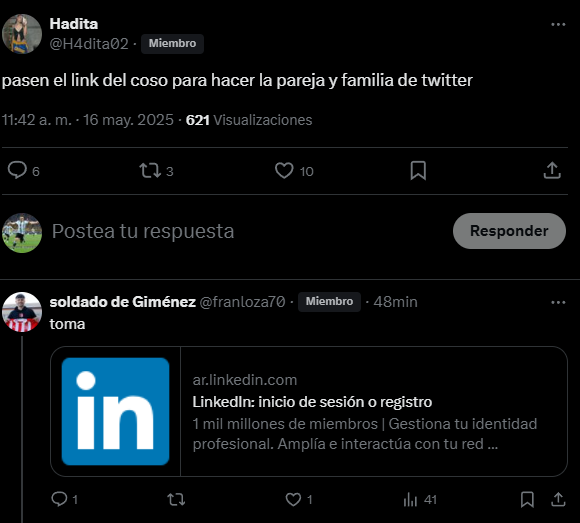 Hadita
@H4dita02 · Miembro
pasen el link del coso para hacer la pareja y familia de twitter
11:42 a. m. · 16 may. 2025 · 621 Visualizaciones
6 3 10
Postea tu respuesta Responder
soldado de Giménez @franloza70 · Miembro · 48min
toma
in
ar.linkedin.com
LinkedIn: inicio de sesión o registro
1 mil millones de miembros | Gestiona tu identidad
profesional. Amplía e interactúa con tu red ...
1 1 41